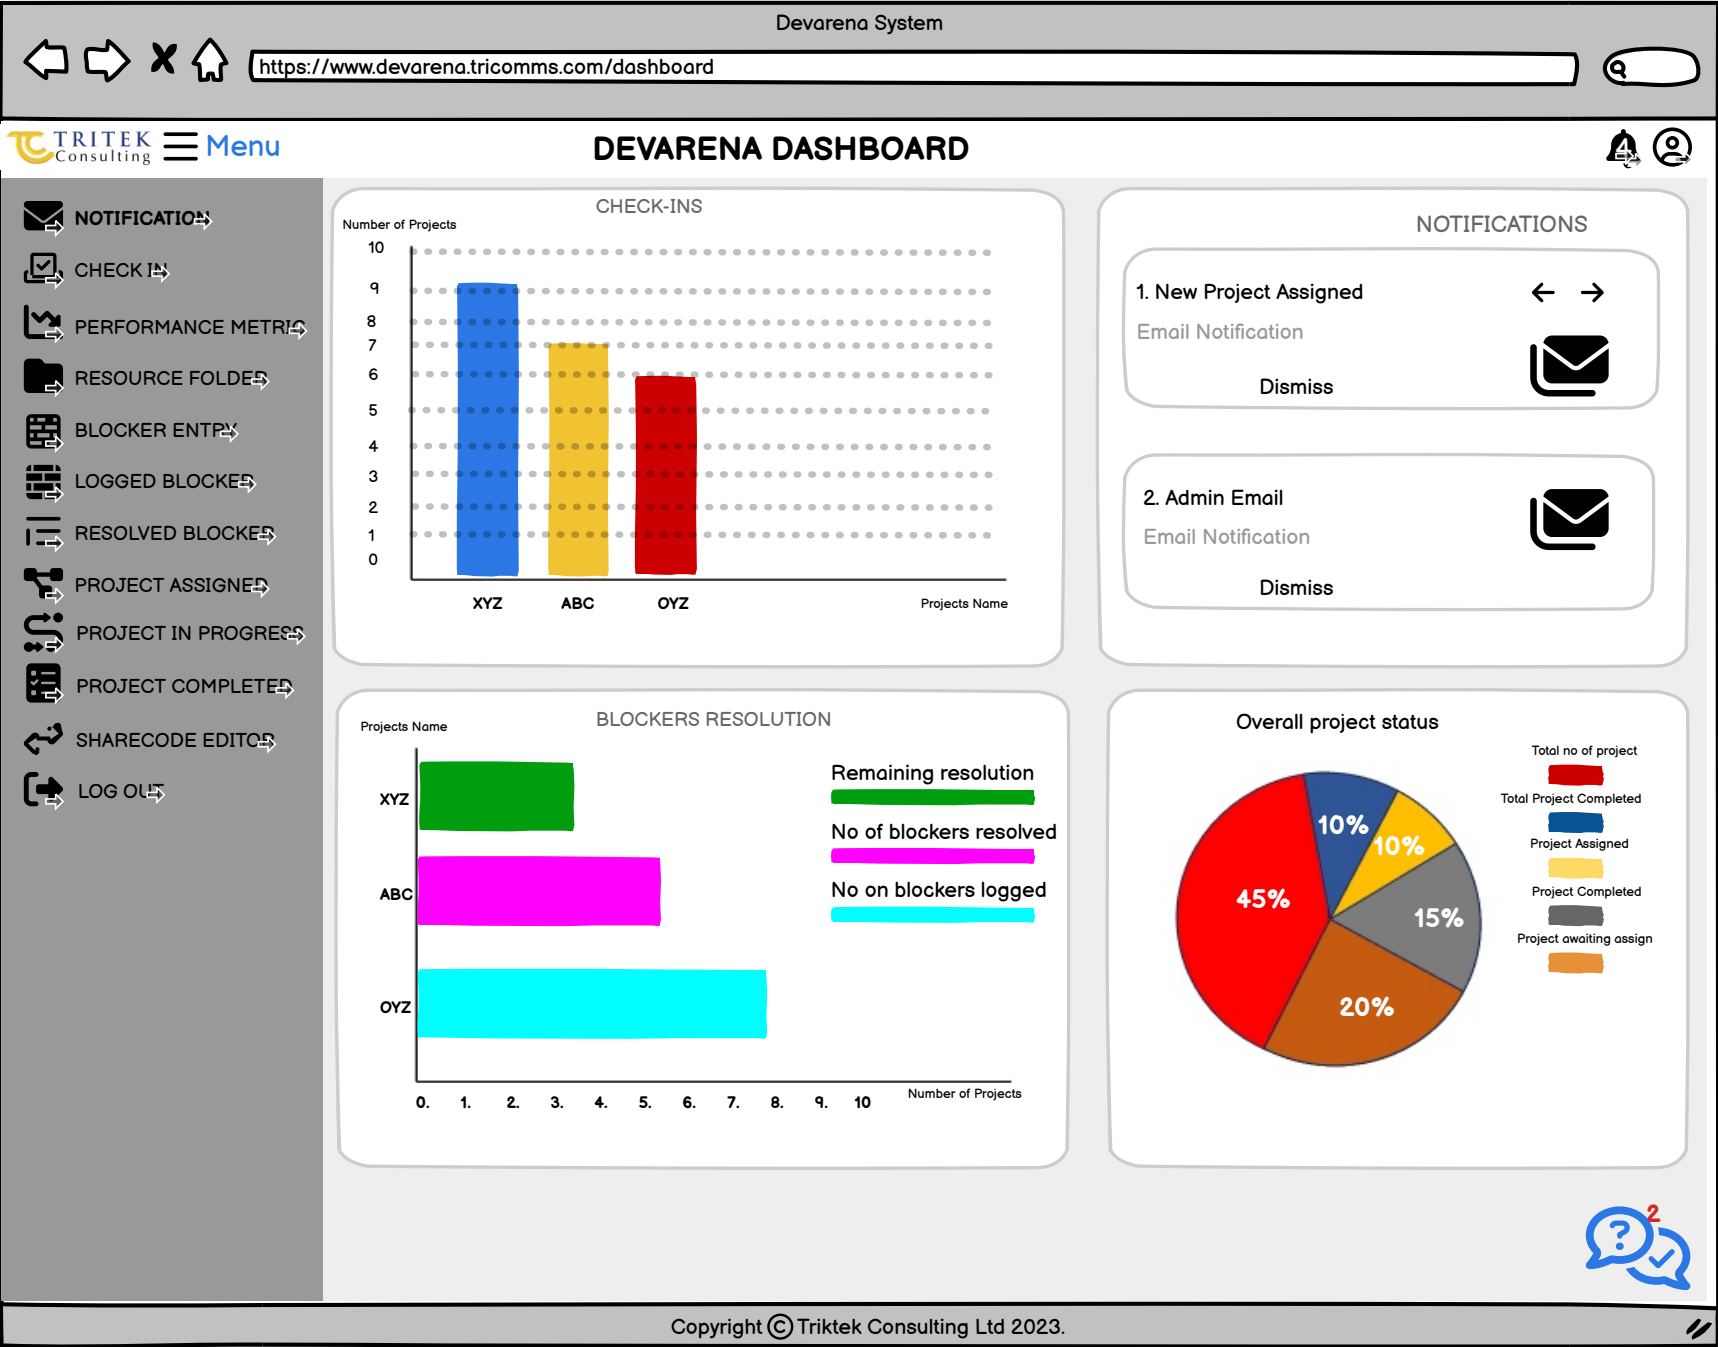 Devarena System
https://www.devarena.tricomms.com/dashboard
TRITEK
Consulting
Menu
DEVARENA DASHBOARD
4
NOTIFICATION
CHECK IN
PERFORMANCE METRIC
RESOURCE FOLDER
BLOCKER ENTRY
LOGGED BLOCKER
RESOLVED BLOCKER
PROJECT ASSIGNED
PROJECT IN PROGRESS
PROJECT COMPLETED
SHARECODE EDITOR
LOG OUT
CHECK-INS
Number of Projects
10
9
8
7
6
5
4
3
2
1
0
XYZ ABC OYZ
Projects Name
NOTIFICATIONS
1. New Project Assigned
Email Notification
Dismiss
2. Admin Email
Email Notification
Dismiss
BLOCKERS RESOLUTION
Projects Name
XYZ
ABC
OYZ
0. 1. 2. 3. 4. 5. 6. 7. 8. 9. 10
Number of Projects
Remaining resolution
No of blockers resolved
No on blockers logged
Overall project status
10%
10%
45%
15%
20%
Total no of project
Total Project Completed
Project Assigned
Project Completed
Project awaiting assign
?
2
Copyright © Triktek Consulting Ltd 2023.